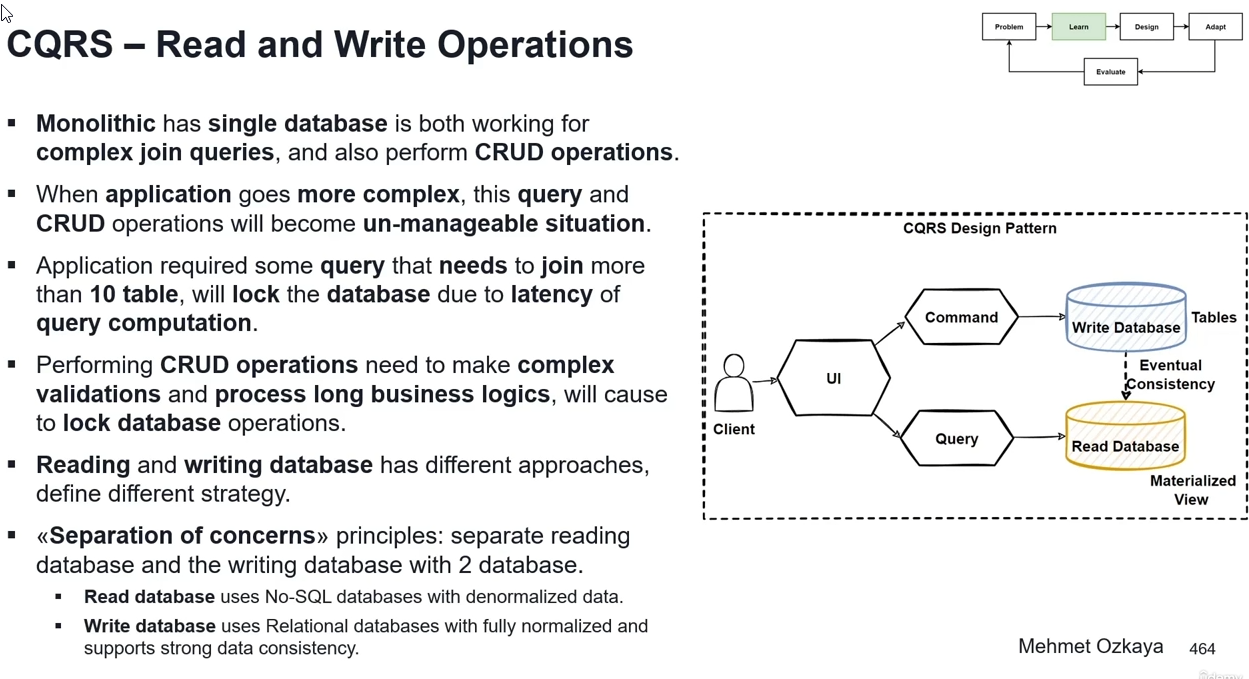 CQRS – Read and Write Operations
Problem
Learn
Design
Adapt
Evaluate
▪ Monolithic has single database is both working for
complex join queries, and also perform CRUD operations.
▪ When application goes more complex, this query and
CRUD operations will become un-manageable situation.
▪ Application required some query that needs to join more
than 10 table, will lock the database due to latency of
query computation.
▪ Performing CRUD operations need to make complex
validations and process long business logics, will cause
to lock database operations.
▪ Reading and writing database has different approaches,
define different strategy.
▪ «Separation of concerns» principles: separate reading
database and the writing database with 2 database.
▪ Read database uses No-SQL databases with denormalized data.
▪ Write database uses Relational databases with fully normalized and
supports strong data consistency.
CQRS Design Pattern
Client
UI
Command
Query
Write Database
Tables
Eventual
Consistency
Read Database
Materialized
View
Mehmet Ozkaya
464